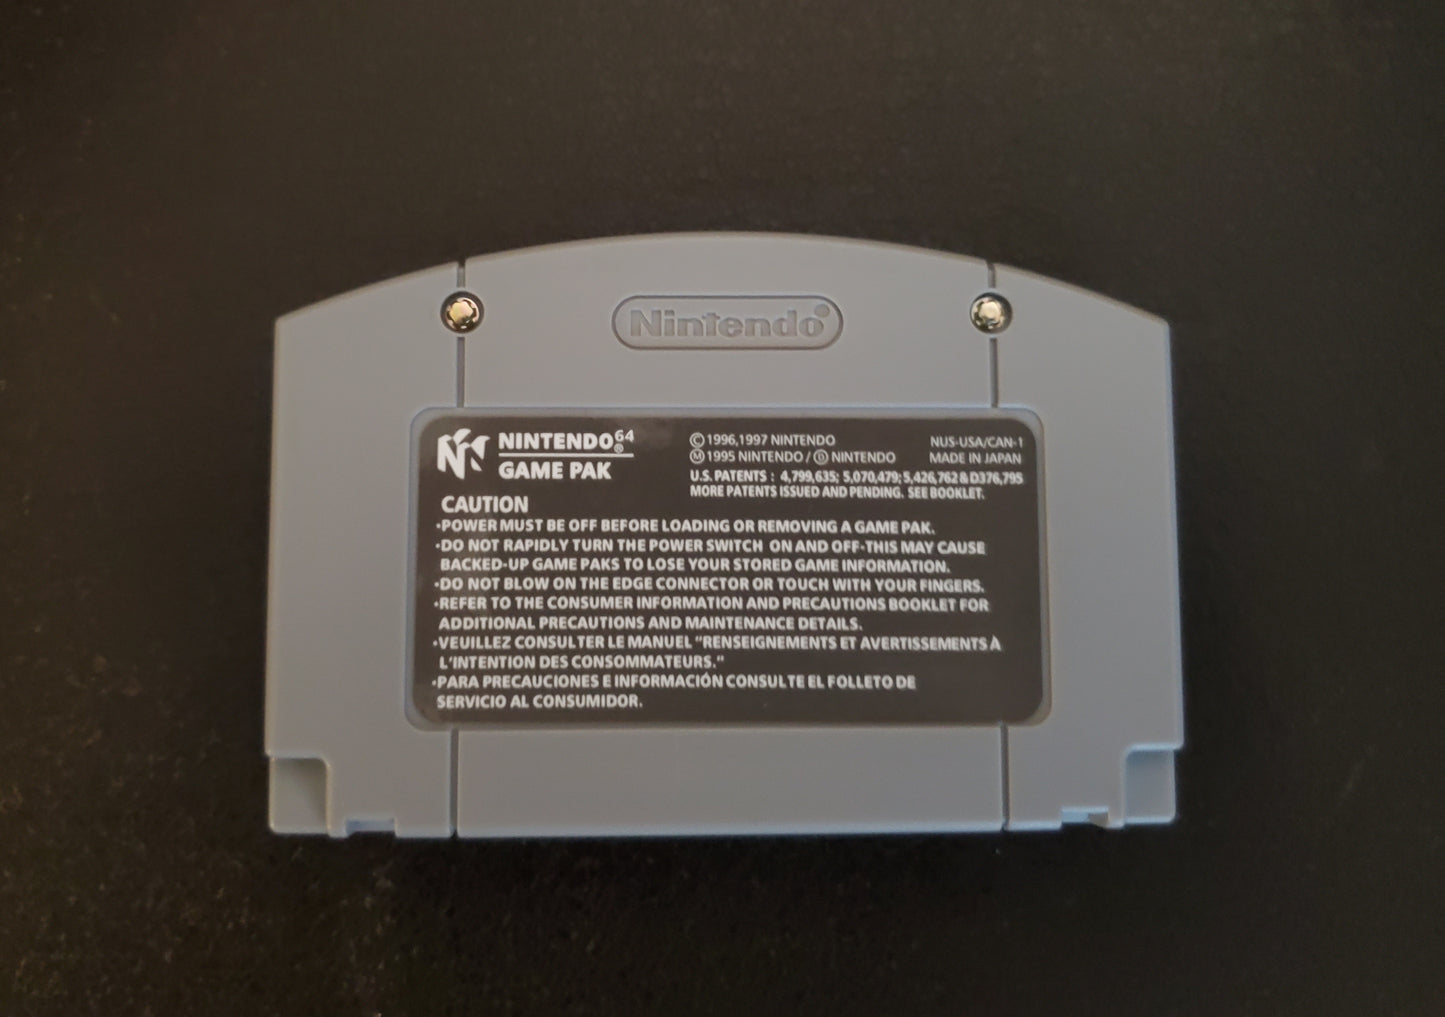 Nintendo
NINTENDO64®
GAME PAK
©1996,1997 NINTENDO
Ⓜ1995 NINTENDO / Ⓓ NINTENDO
NUS-USA/CAN-1
MADE IN JAPAN
U.S. PATENTS : 4,799,635; 5,070,479; 5,426,762 & D376,795
MORE PATENTS ISSUED AND PENDING. SEE BOOKLET.
CAUTION
·POWER MUST BE OFF BEFORE LOADING OR REMOVING A GAME PAK.
·DO NOT RAPIDLY TURN THE POWER SWITCH ON AND OFF-THIS MAY CAUSE
BACKED-UP GAME PAKS TO LOSE YOUR STORED GAME INFORMATION.
·DO NOT BLOW ON THE EDGE CONNECTOR OR TOUCH WITH YOUR FINGERS.
·REFER TO THE CONSUMER INFORMATION AND PRECAUTIONS BOOKLET FOR
ADDITIONAL PRECAUTIONS AND MAINTENANCE DETAILS.
·VEUILLEZ CONSULTER LE MANUEL "RENSEIGNEMENTS ET AVERTISSEMENTS À
L'INTENTION DES CONSOMMATEURS."
·PARA PRECAUCIONES E INFORMACIÓN CONSULTE EL FOLLETO DE
SERVICIO AL CONSUMIDOR.